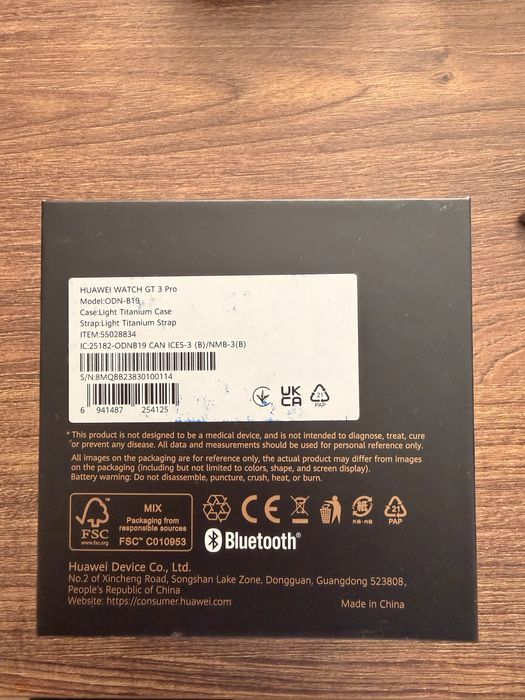 HUAWEI WATCH GT 3 Pro
Model:ODN-B19
Case:Light Titanium Case
Strap:Light Titanium Strap
ITEM:55028834
IC:25182-ODNB19 CAN ICES-3 (B)/NMB-3(B)
S/N:8MQBB23830100114
6 941487 254125
UK
CA
21
PAP
*This product is not designed to be a medical device, and is not intended to diagnose, treat, cure
or prevent any disease. All data and measurements should be used for personal reference only.
All images on the packaging are for reference only, the actual product may differ from images
on the packaging (including but not limited to colors, shape, and screen display).
Battery warning: Do not disassemble, puncture, crush, heat, or burn.
FSC
www.fsc.org
MIX
Packaging from
responsible sources
FSC™ C010953
CE
紙
外箱・内箱
21
PAP
Bluetooth®
Huawei Device Co., Ltd.
No.2 of Xincheng Road, Songshan Lake Zone, Dongguan, Guangdong 523808,
People's Republic of China
Website: https://consumer.huawei.com
Made in China